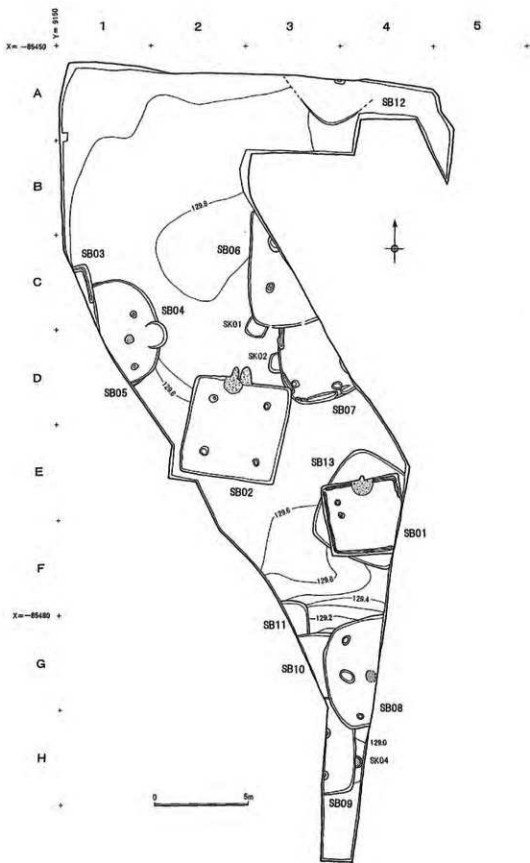 Y= 9150
1 2 3 4 5
X= -85450
A
SB12
B
129.8
SB03
SB06
C
SB04
SK01
SK02
D
129.8
SB05
SB07
SB13
E
SB02
129.6
SB01
F
129.6
129.4
X=-85480
SB11
129.2
G
SB10
SB08
129.0
H
SK04
0 5m
SB09